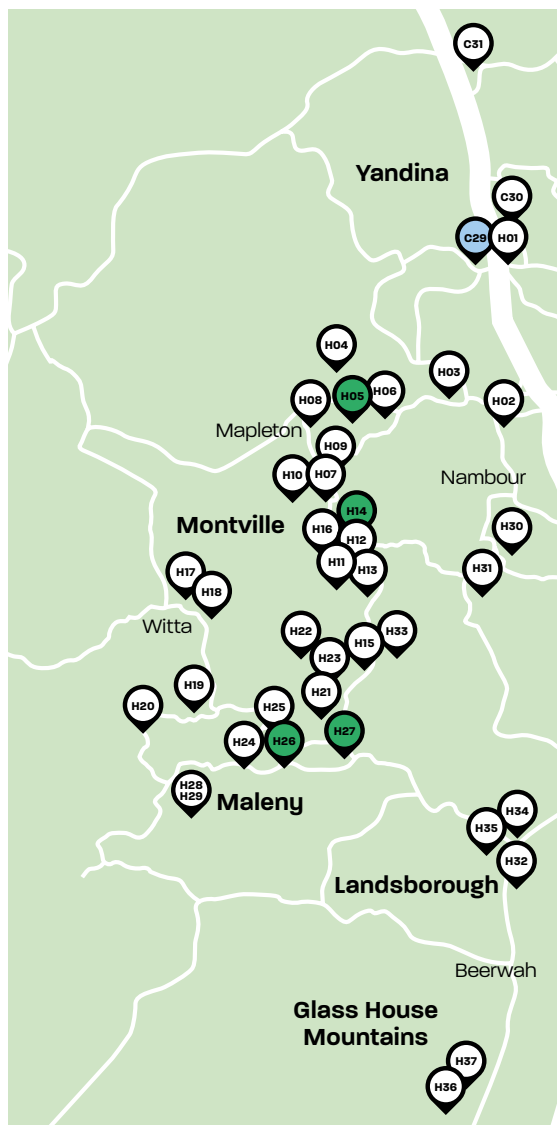 C31
Yandina
C30
C29
H01
H04
H03
H08
H05
H06
H02
Mapleton
H09
H10
H07
Nambour
Montville
H14
H16
H12
H30
H11
H13
H31
H17
H18
Witta
H22
H23
H15
H33
H19
H20
H21
H25
H24
H26
H27
H28
H29
Maleny
H34
H35
H32
Landsborough
Beerwah
Glass House
Mountains
H37
H36